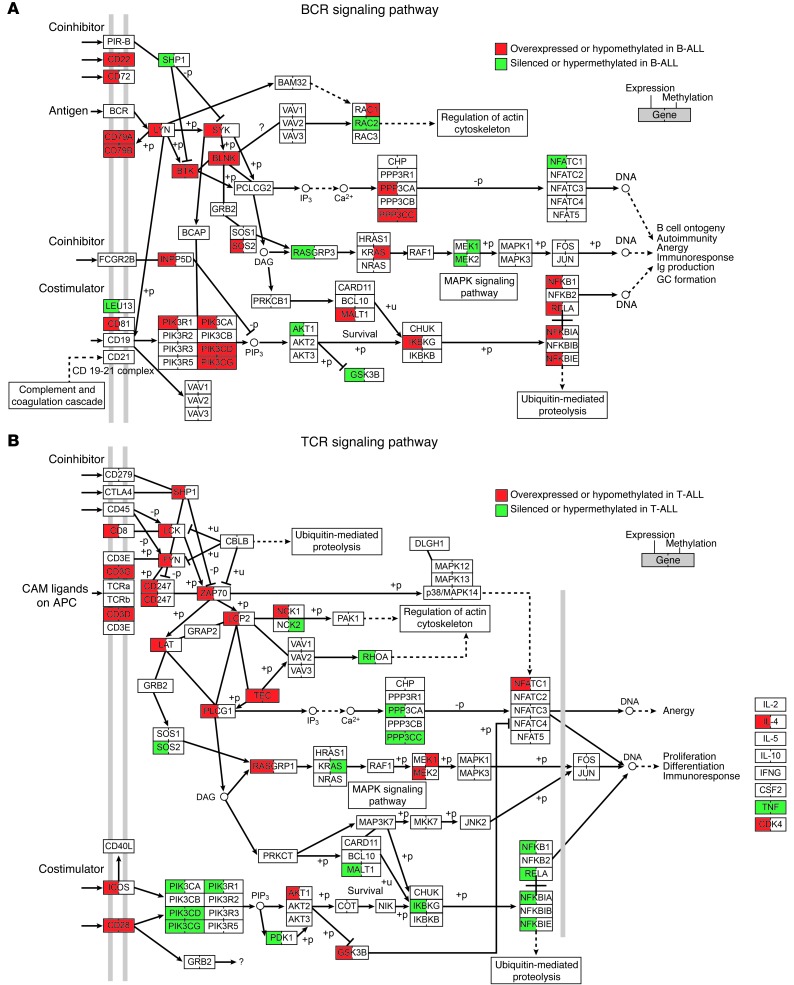 A
BCR signaling pathway
Coinhibitor
PIR-B
CD22
CD72
SHP1
-p
Overexpressed or hypomethylated in B-ALL
Silenced or hypermethylated in B-ALL
Expression
Methylation
Gene
Antigen
BCR
CD79A
CD79B
LYN
+p
SYK
+p
+p
+p
BTK
BLNK
+p
?
BAM32
VAV1
VAV2
VAV3
RAC1
RAC2
RAC3
Regulation of actin
cytoskeleton
PCLCG2
IP3
Ca2+
CHP
PPP3R1
PPP3CA
PPP3CB
PPP3CC
-p
NFATC1
NFATC2
NFATC3
NFATC4
NFAT5
DNA
GRB2
BCAP
SOS1
SOS2
DAG
RASGRP3
HRAS1
KRAS
NRAS
RAF1
MEK1
MEK2
+p
MAPK1
MAPK3
+p
FOS
JUN
+p
DNA
MAPK signaling
pathway
B cell ontogeny
Autoimmunity
Anergy
Immunoresponse
Ig production
GC formation
Coinhibitor
FCGR2B
INPP5D
Costimulator
LEU13
CD81
CD19
CD21
CD 19-21 complex
+p
Complement and
coagulation cascade
PIK3R1
PIK3CA
PIK3R2
PIK3CB
PIK3R3
PIK3CD
PIK3R5
PIK3CG
VAV1
VAV2
VAV3
-p
PIP3
PRKCB1
CARD11
BCL10
MALT1
+u
AKT1
AKT2
AKT3
Survival
+p
+p
GSK3B
CHUK
IKBKG
IKBKB
+p
NFKB1
NFKB2
RELA
NFKBIA
NFKBIB
NFKBIE
DNA
Ubiquitin-mediated
proteolysis
B
TCR signaling pathway
Coinhibitor
CD279
CTLA4
CD45
CD8
CD3E
CD3G
TCRa
TCRb
CD3D
CD3E
CAM ligands
on APC
SHP1
-p
LCK
-p
+p
FYN
-p
+u
+u
+u
CBLB
Ubiquitin-mediated
proteolysis
Overexpressed or hypomethylated in T-ALL
Silenced or hypermethylated in T-ALL
Expression
Methylation
Gene
DLGH1
MAPK12
MAPK13
p38/MAPK14
+p
-p
CD247
CD247
ZAP70
+p
+p
+p
LAT
GRAP2
LCP2
NCK1
NCK2
+p
PAK1
Regulation of actin
cytoskeleton
VAV1
VAV2
VAV3
RHOA
+p
TEC
+p
GRB2
PLCG1
IP3
Ca2+
CHP
PPP3R1
PPP3CA
PPP3CB
PPP3CC
-p
NFATC1
NFATC2
NFATC3
NFATC4
NFAT5
+p
DNA
Anergy
SOS1
SOS2
RASGRP1
HRAS1
KRAS
NRAS
RAF1
+p
MEK1
MEK2
+p
MAPK1
MAPK3
+p
FOS
JUN
DNA
Proliferation
Differentiation
Immunoresponse
MAPK signaling
pathway
DAG
MAP3K7
+p
MKK7
+p
JNK2
+p
PRKCT
+p
CARD11
BCL10
MALT1
+p
+u
IL-2
IL-4
IL-5
IL-10
IFNG
CSF2
TNF
CDK4
CD40L
Costimulator
ICOS
CD28
PIK3CA
PIK3R1
PIK3CB
PIK3R2
PIK3CD
PIK3R3
PIK3CG
PIK3R5
GRB2
?
PIP3
PDK1
+p
AKT1
AKT2
AKT3
Survival
COT
NIK
+p
+p
GSK3B
CHUK
IKBKG
IKBKB
+p
NFKB1
NFKB2
RELA
NFKBIA
NFKBIB
NFKBIE
Ubiquitin-mediated
proteolysis